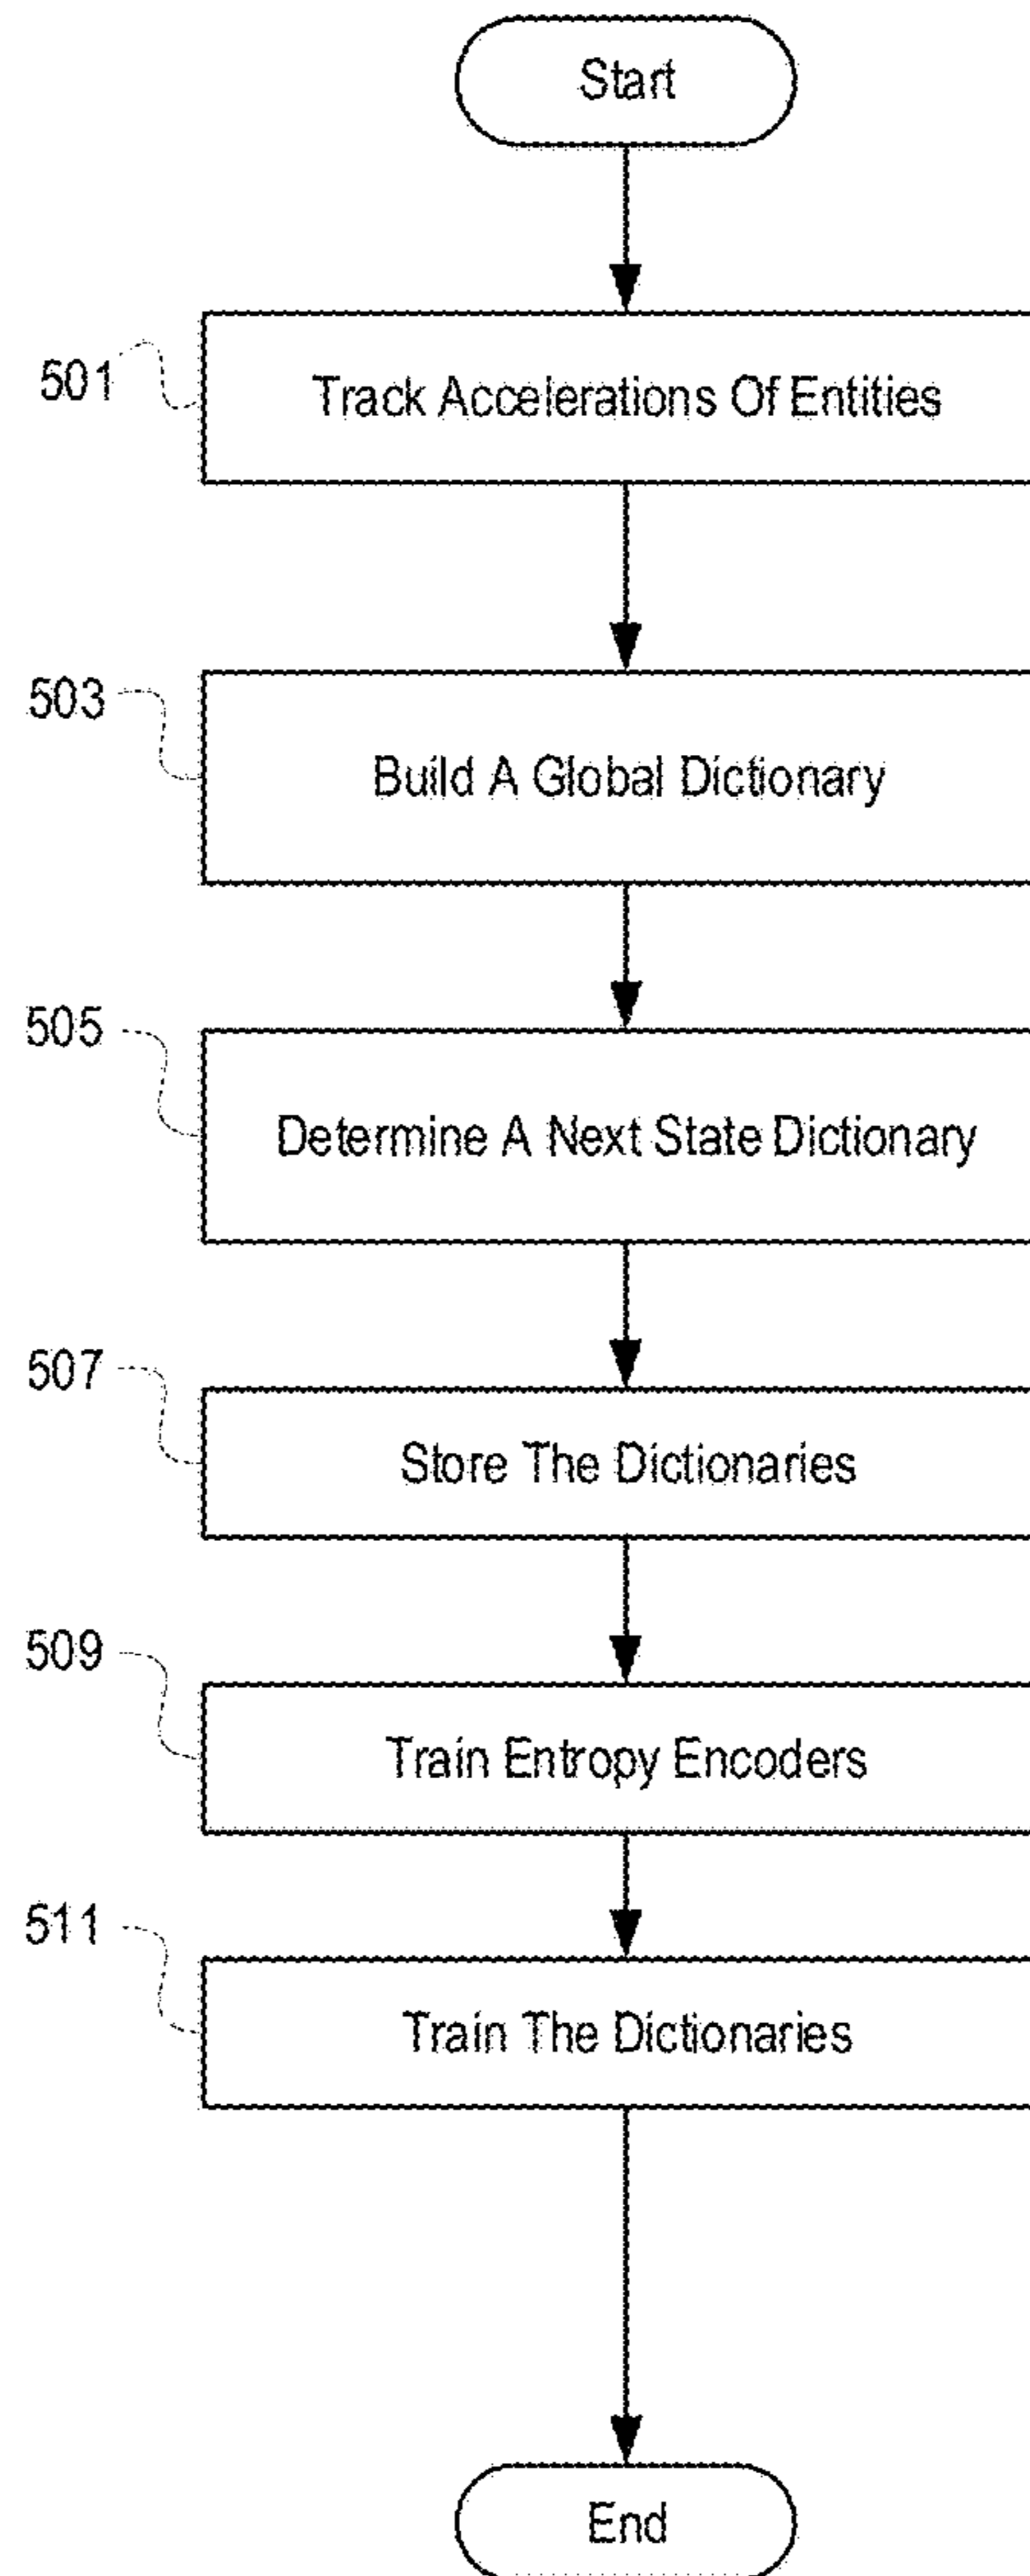 Start
501
Track Accelerations Of Entities
503
Build A Global Dictionary
505
Determine A Next State Dictionary
507
Store The Dictionaries
509
Train Entropy Encoders
511
Train The Dictionaries
End